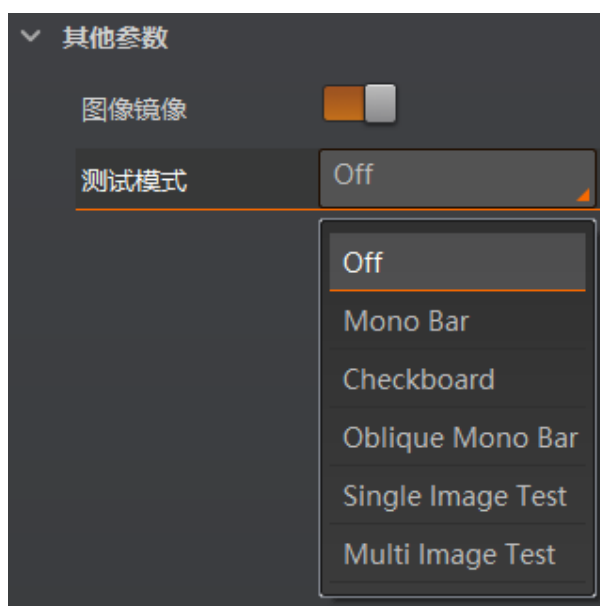 其他参数
图像镜像
测试模式 Off
Off
Mono Bar
Checkboard
Oblique Mono Bar
Single Image Test
Multi Image Test